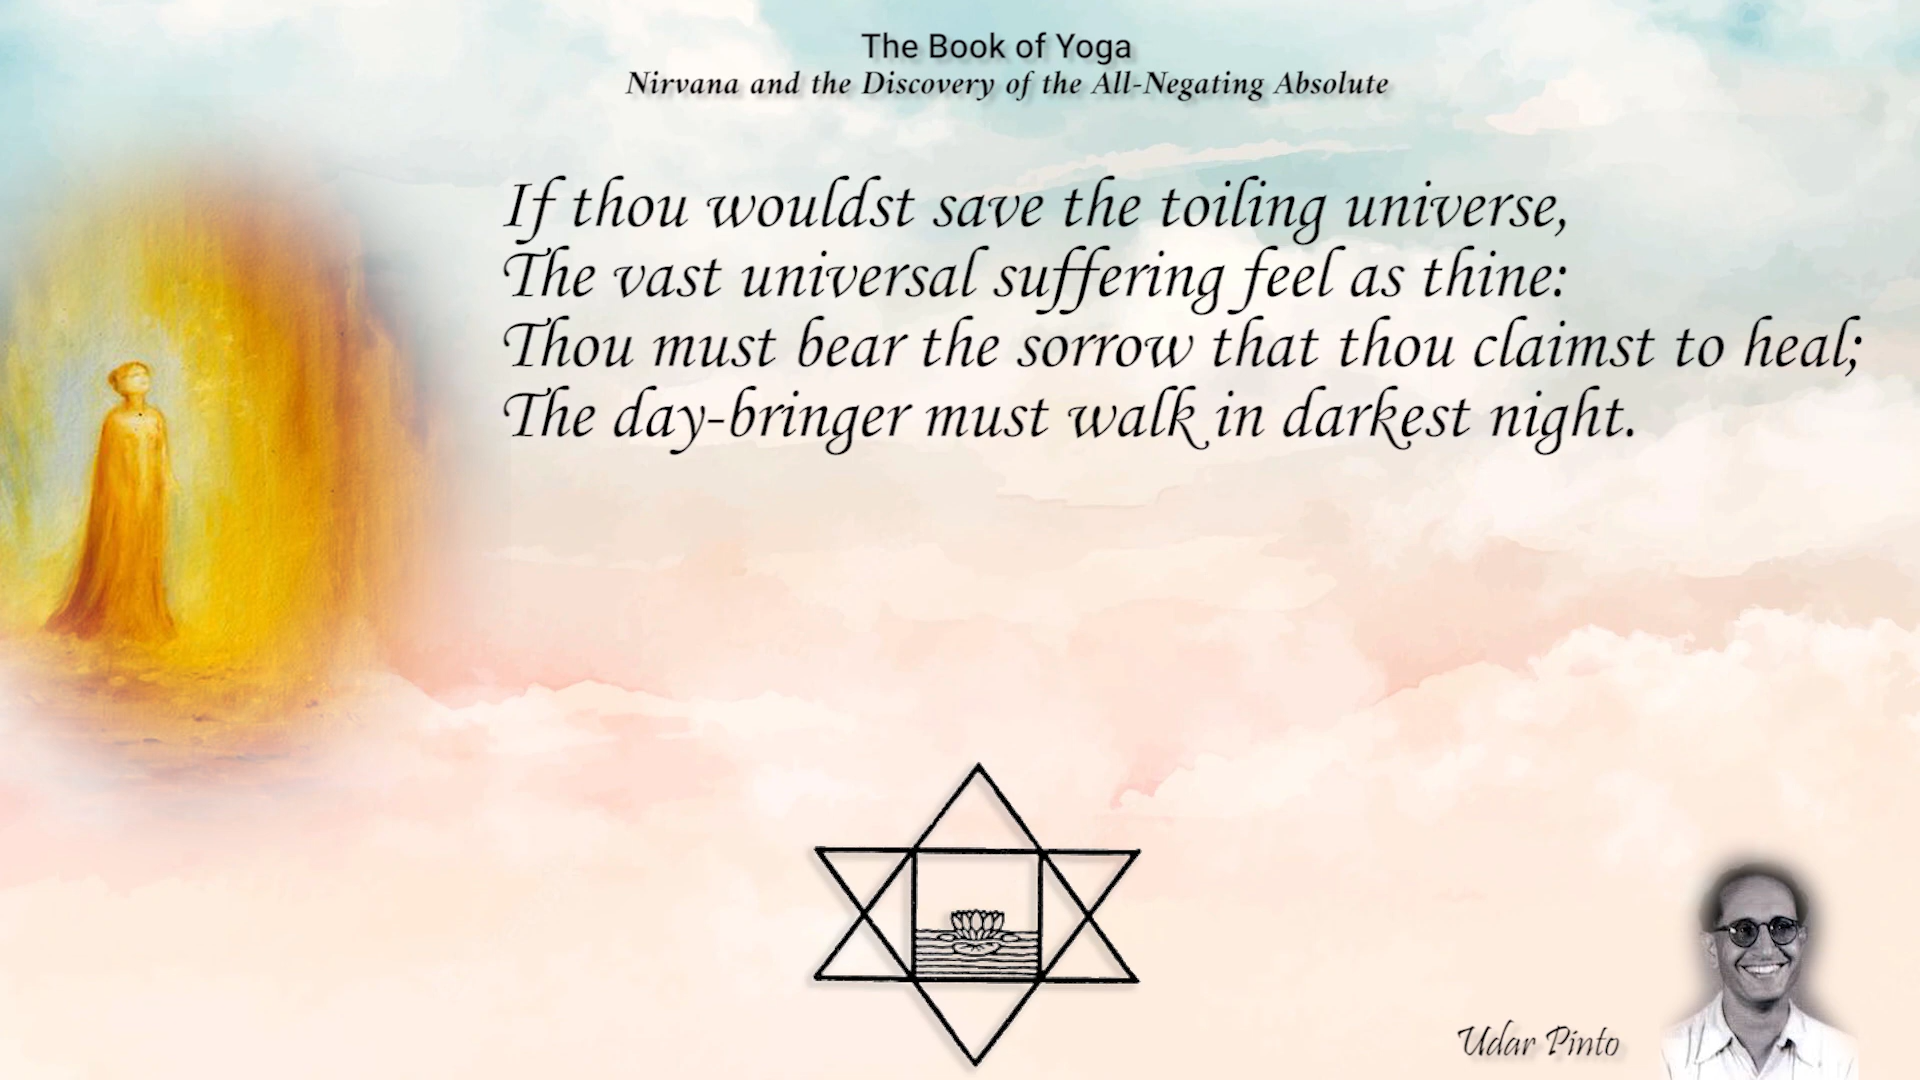 The Book of Yoga
Nirvana and the Discovery of the All-Negating Absolute
If thou wouldst save the toiling universe,
The vast universal suffering feel as thine:
Thou must bear the sorrow that thou claimst to heal;
The day-bringer must walk in darkest night.
Udar Pinto